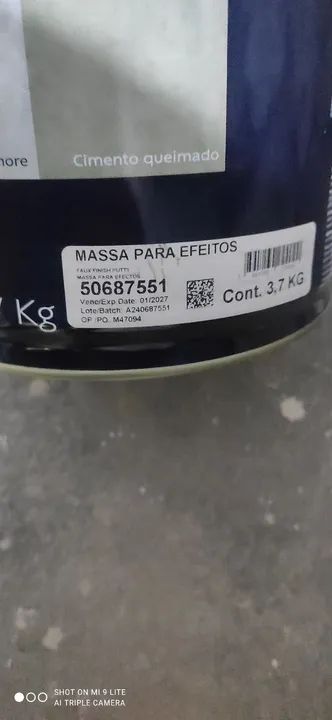 more
Cimento queimado
MASSA PARA EFEITOS
FAUX FINISH PUTTY
MASSA PARA EFECTOS
50687551
Venc/Exp Date: 01/2027
Lote/Batch: A240687551
OP /PO.: M47094
Cont. 3,7 KG
Kg
SHOT ON MI 9 LITE
AI TRIPLE CAMERA